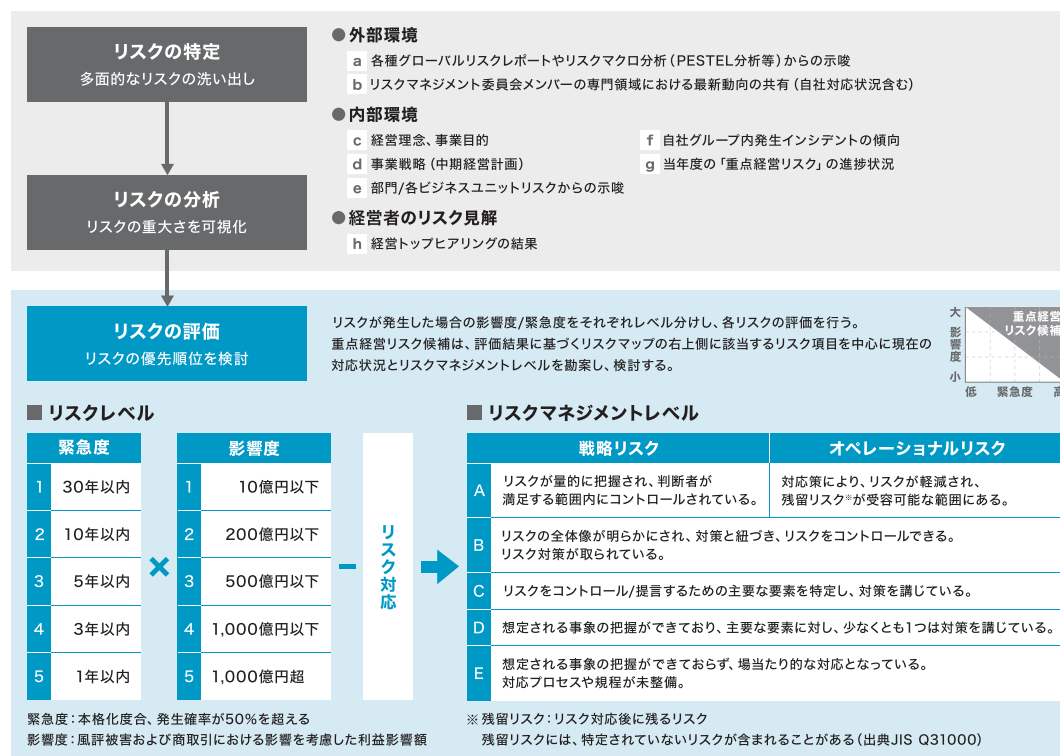 リスクの特定
多面的なリスクの洗い出し
● 外部環境
a 各種グローバルリスクレポートやリスクマクロ分析（PESTEL分析等）からの示唆
b リスクマネジメント委員会メンバーの専門領域における最新動向の共有（自社対応状況含む）
● 内部環境
c 経営理念、事業目的
d 事業戦略（中期経営計画）
e 部門/各ビジネスユニットリスクからの示唆
f 自社グループ内発生インシデントの傾向
g 当年度の「重点経営リスク」の進捗状況
リスクの分析
リスクの重大さを可視化
● 経営者のリスク見解
h 経営トップヒアリングの結果
リスクの評価
リスクの優先順位を検討
リスクが発生した場合の影響度/緊急度をそれぞれレベル分けし、各リスクの評価を行う。
重点経営リスク候補は、評価結果に基づくリスクマップの右上側に該当するリスク項目を中心に現在の
対応状況とリスクマネジメントレベルを勘案し、検討する。
大
影響度
小
重点経営
リスク候補
低 緊急度 高
■ リスクレベル
緊急度
1 30年以内
2 10年以内
3 5年以内
4 3年以内
5 1年以内
×
影響度
1 10億円以下
2 200億円以下
3 500億円以下
4 1,000億円以下
5 1,000億円超
−
リスク対応
■ リスクマネジメントレベル
戦略リスク オペレーショナルリスク
A リスクが量的に把握され、判断者が
満足する範囲内にコントロールされている。
対応策により、リスクが軽減され、
残留リスク※が受容可能な範囲にある。
B リスクの全体像が明らかにされ、対策と紐づき、リスクをコントロールできる。
リスク対策が取られている。
C リスクをコントロール/提言するための主要な要素を特定し、対策を講じている。
D 想定される事象の把握ができており、主要な要素に対し、少なくとも1つは対策を講じている。
E 想定される事象の把握ができておらず、場当たり的な対応となっている。
対応プロセスや規程が未整備。
緊急度：本格化度合、発生確率が50％を超える
影響度：風評被害および商取引における影響を考慮した利益影響額
※ 残留リスク：リスク対応後に残るリスク
残留リスクには、特定されていないリスクが含まれることがある（出典JIS Q31000）